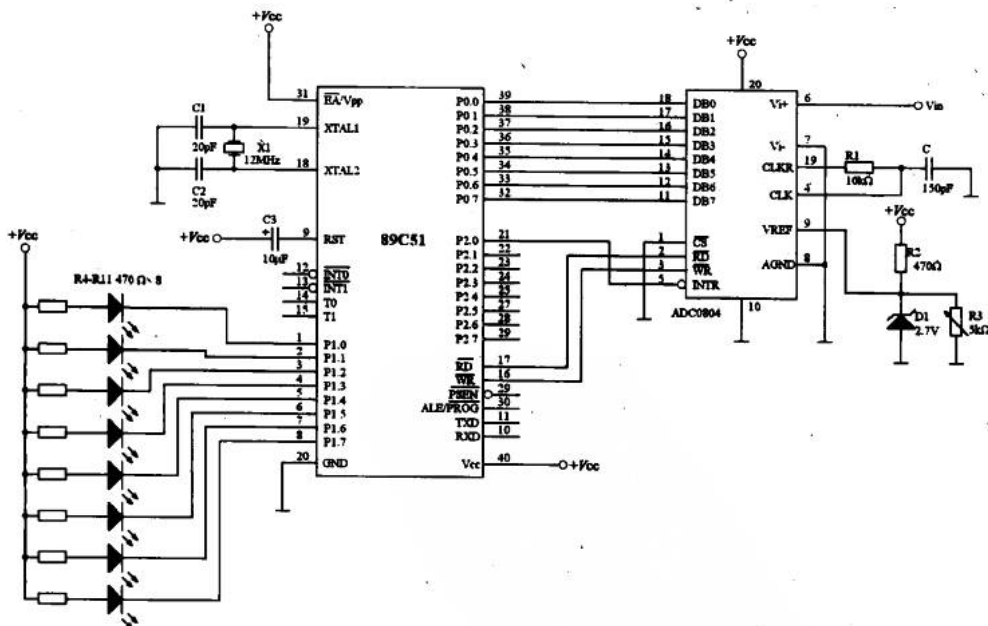 +Vcc
31
EA/Vpp
C1
19
XTAL1
20pF
X1
12MHz
18
XTAL2
C2
20pF
C3
+Vcc
+
9
RST
10μF
89C51
12
INT0
13
INT1
14
T0
15
T1
+Vcc
R4-R11 470 Ω× 8
1
P1.0
2
P1.1
3
P1.2
4
P1.3
5
P1.4
6
P1.5
7
P1.6
8
P1.7
20
GND
P0.0
39
P0 1
38
P0.2
37
P0.3
36
P0.4
35
P0.5
34
P0.6
33
P0 7
32
P2.0
21
P2.1
22
P2.2
23
P2.3
24
P2.4
25
P2.5
27
P2.6
28
P2 7
29
RD
17
WR
16
PSEN
29
ALE/PROG
30
TXD
11
RXD
10
Vcc
40
+Vcc
+Vcc
20
18
DB0
17
DB1
16
DB2
15
DB3
14
DB4
13
DB5
12
DB6
11
DB7
1
CS
2
RD
3
WR
5
INTR
ADC0804
10
Vi+
6
Vin
Vi-
7
CLKR
19
R1
10kΩ
C
150pF
CLK
4
VREF
9
AGND
8
+Vcc
R2
470Ω
D1
2.7V
R3
5kΩ